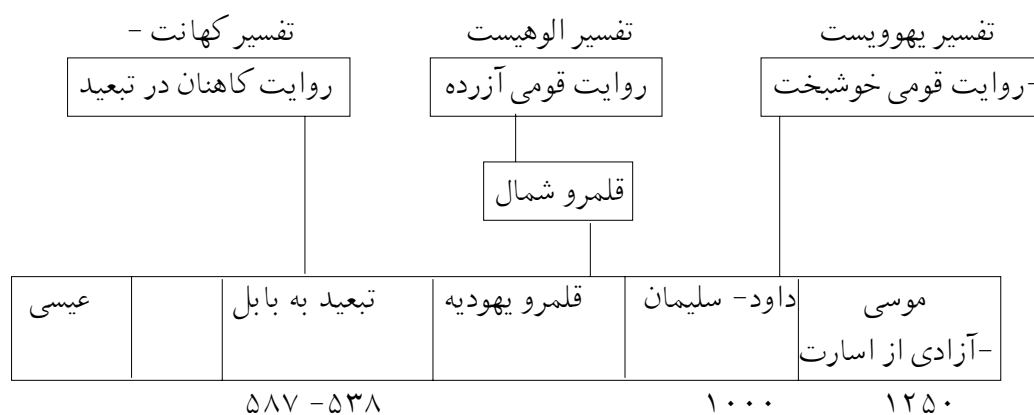 تفسیر یهوویست
تفسیر الوهیست
تفسیر کهانت -
-روایت قومی خوشبخت
روایت قومی آزرده
روایت کاهنان در تبعید
قلمرو شمال
موسی
-آزادی از اسارت
داود- سلیمان
قلمرو یهودیه
تبعید به بابل
عیسی
۱۲۵۰
۱۰۰۰
۵۸۷ -۵۳۸